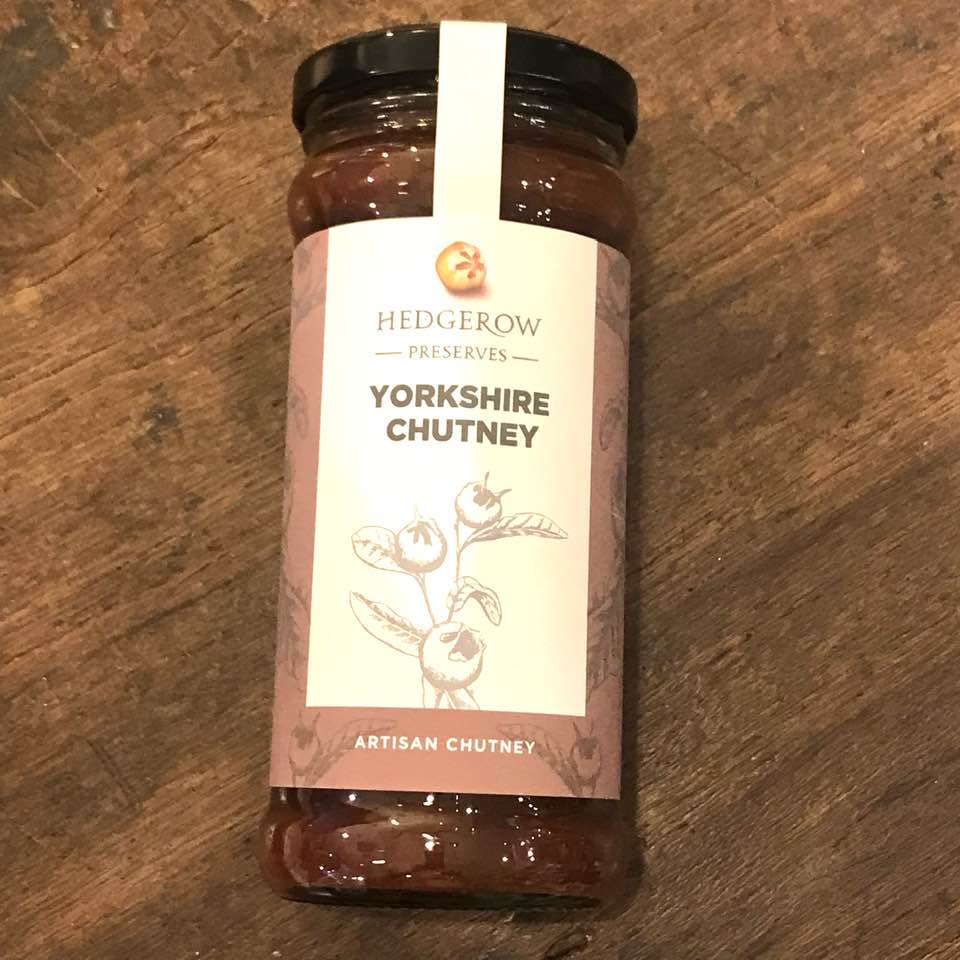 HEDGEROW
PRESERVES
YORKSHIRE
CHUTNEY
ARTISAN CHUTNEY